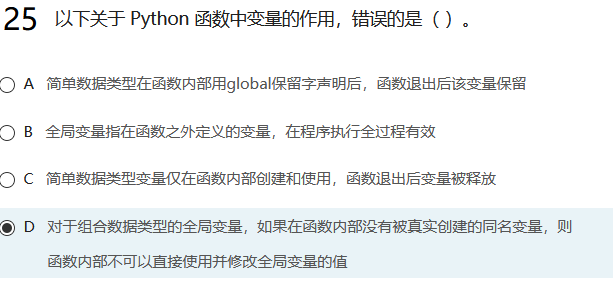 25 以下关于 Python 函数中变量的作用，错误的是（ ）。
A 简单数据类型在函数内部用global保留字声明后，函数退出后该变量保留
B 全局变量指在函数之外定义的变量，在程序执行全过程有效
C 简单数据类型变量仅在函数内部创建和使用，函数退出后变量被释放
D 对于组合数据类型的全局变量，如果在函数内部没有被真实创建的同名变量，则
函数内部不可以直接使用并修改全局变量的值